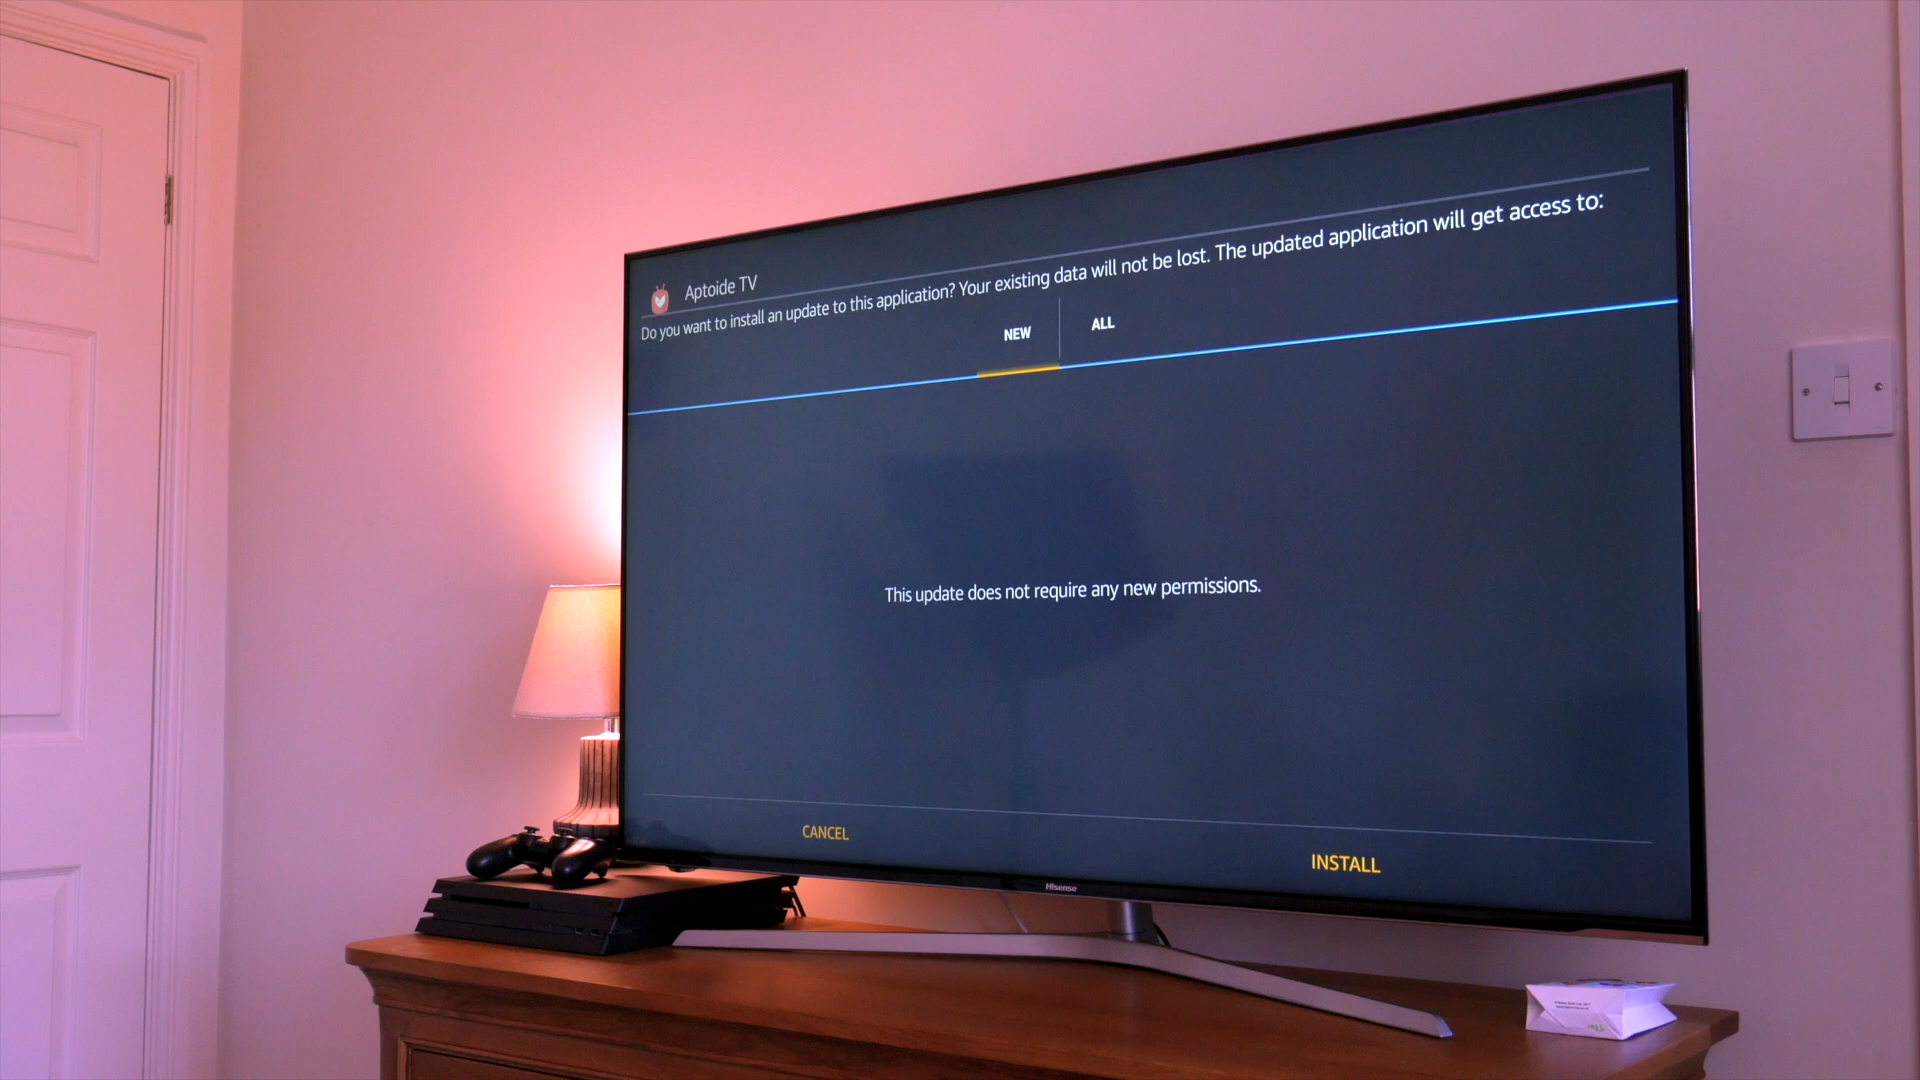 Aptoide TV
Do you want to install an update to this application? Your existing data will not be lost. The updated application will get access to:
NEW
ALL
This update does not require any new permissions.
CANCEL
INSTALL
Hisense